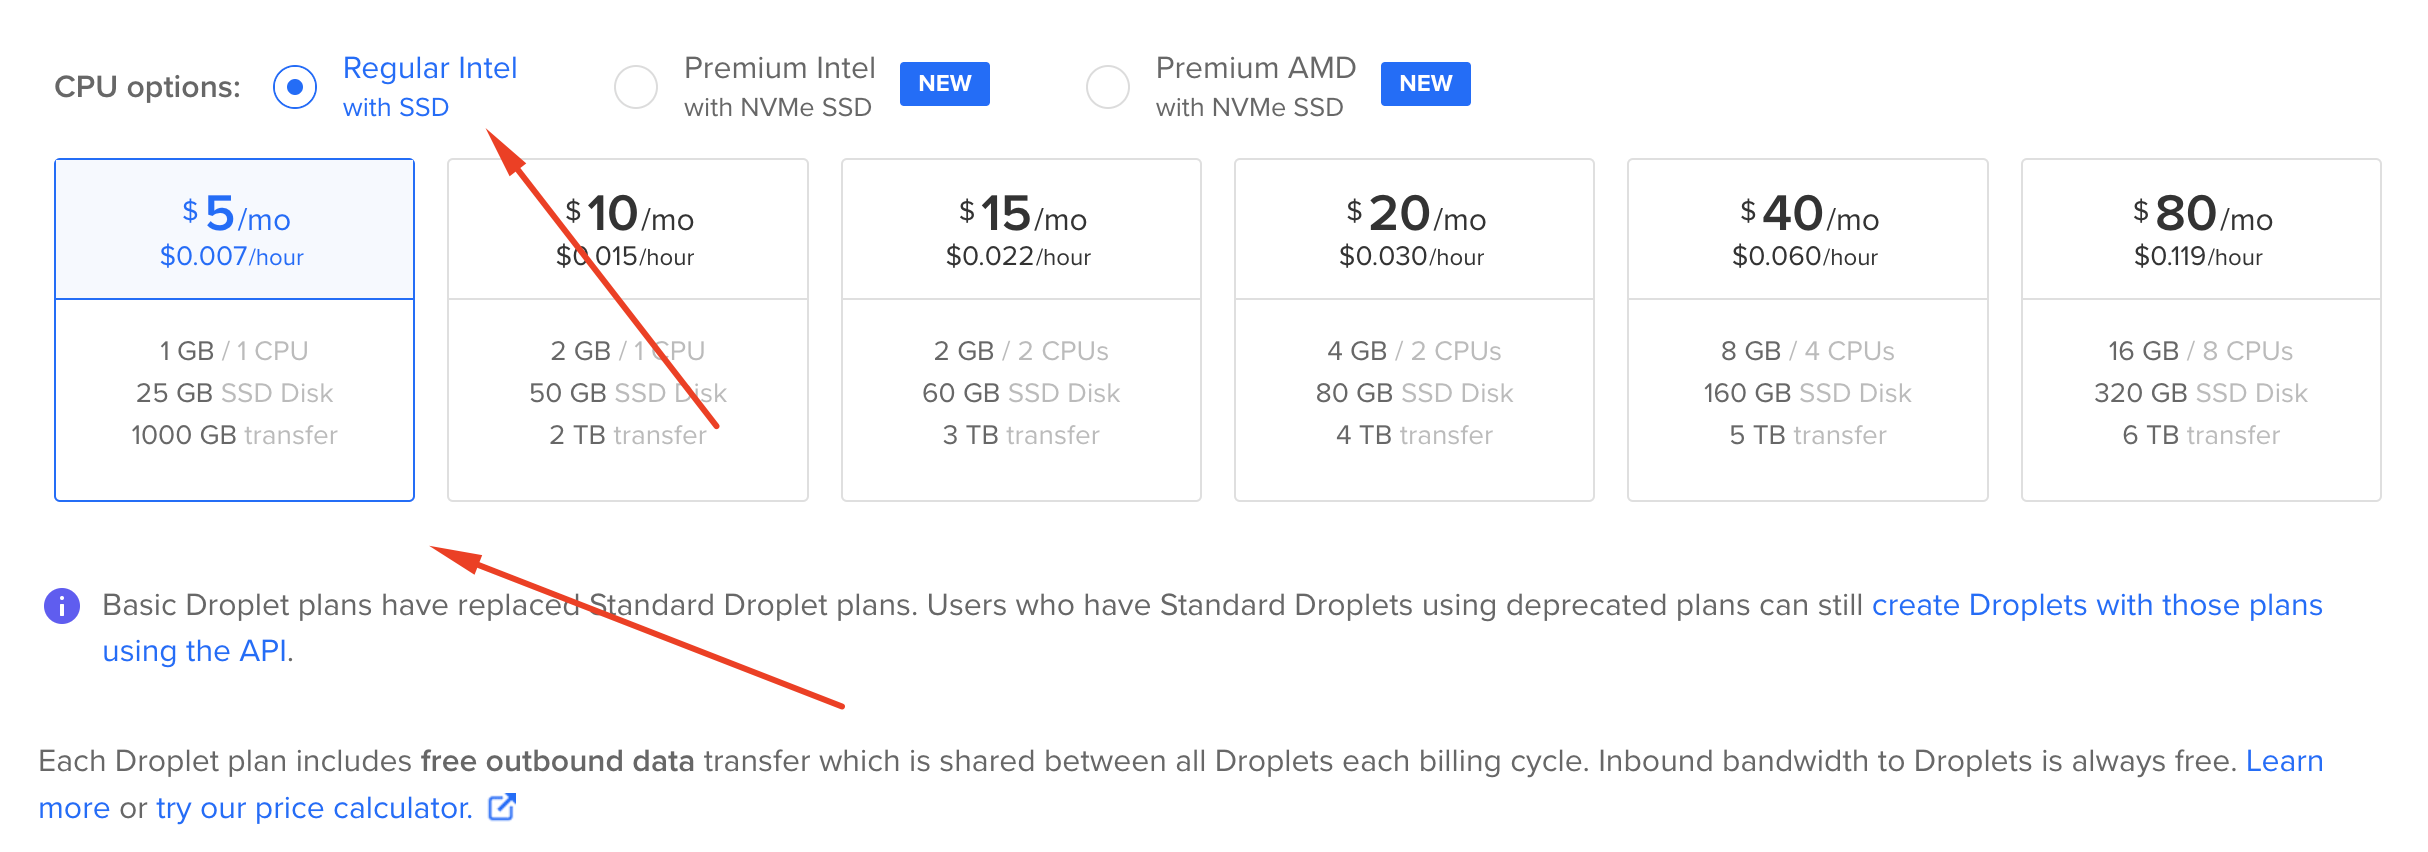 CPU options:
Regular Intel
with SSD
Premium Intel
with NVMe SSD
NEW
Premium AMD
with NVMe SSD
NEW
$ 5/mo
$0.007/hour
1 GB / 1 CPU
25 GB SSD Disk
1000 GB transfer
$ 10/mo
$0.015/hour
2 GB / 1 CPU
50 GB SSD Disk
2 TB transfer
$ 15/mo
$0.022/hour
2 GB / 2 CPUs
60 GB SSD Disk
3 TB transfer
$ 20/mo
$0.030/hour
4 GB / 2 CPUs
80 GB SSD Disk
4 TB transfer
$ 40/mo
$0.060/hour
8 GB / 4 CPUs
160 GB SSD Disk
5 TB transfer
$ 80/mo
$0.119/hour
16 GB / 8 CPUs
320 GB SSD Disk
6 TB transfer
Basic Droplet plans have replaced Standard Droplet plans. Users who have Standard Droplets using deprecated plans can still create Droplets with those plans
using the API.
Each Droplet plan includes free outbound data transfer which is shared between all Droplets each billing cycle. Inbound bandwidth to Droplets is always free. Learn
more or try our price calculator.